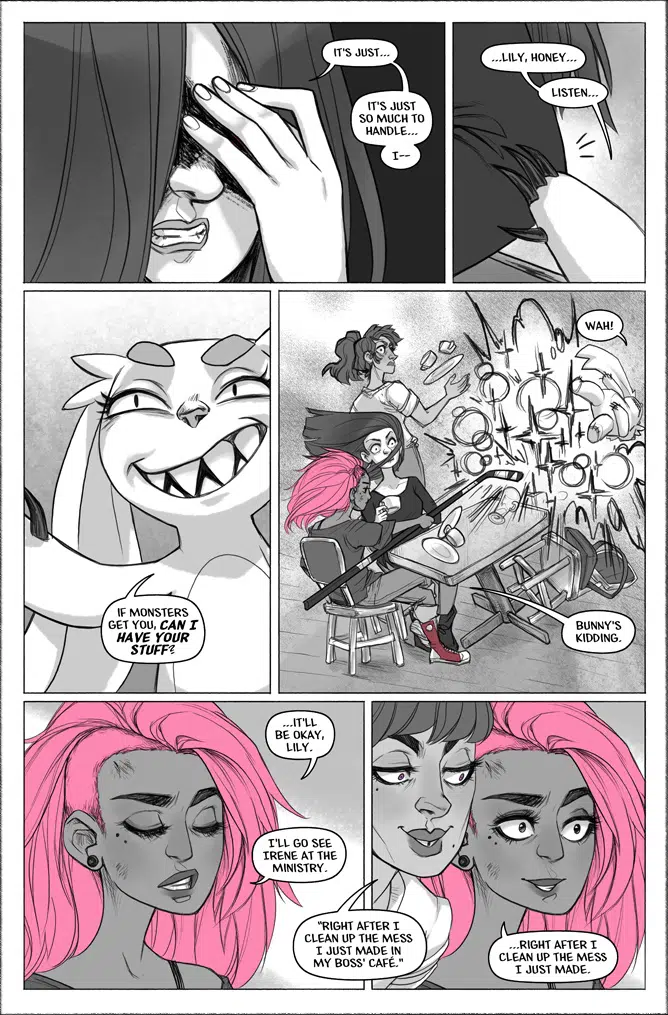 IT'S JUST...
IT'S JUST
SO MUCH TO
HANDLE...
I--
...LILY, HONEY...
LISTEN...
IF MONSTERS
GET YOU, CAN I
HAVE YOUR
STUFF?
WAH!
BUNNY'S
KIDDING.
...IT'LL
BE OKAY,
LILY.
I'LL GO SEE
IRENE AT THE
MINISTRY.
"RIGHT AFTER I
CLEAN UP THE MESS
I JUST MADE IN
MY BOSS' CAFÉ."
...RIGHT AFTER I
CLEAN UP THE MESS
I JUST MADE.